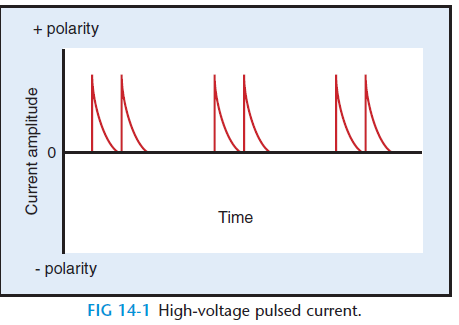 + polarity
Current amplitude
0
Time
- polarity
FIG 14-1 High-voltage pulsed current.